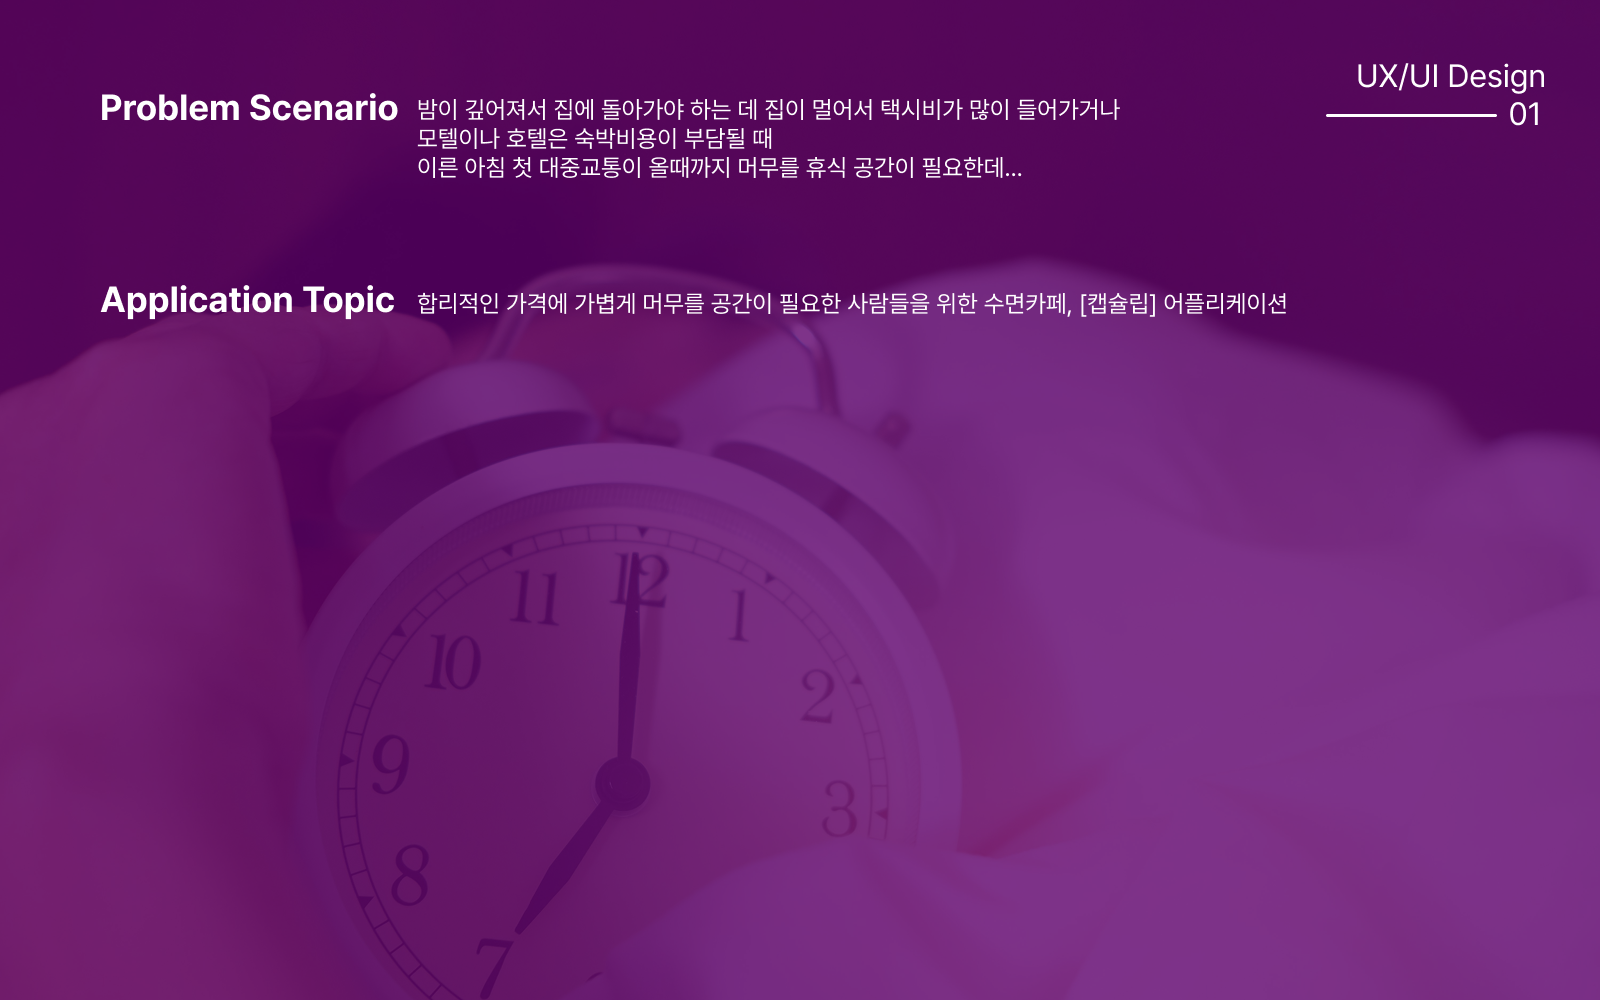 UX/UI Design
01
Problem Scenario
밤이 깊어져서 집에 돌아가야 하는 데 집이 멀어서 택시비가 많이 들어가거나
모텔이나 호텔은 숙박비용이 부담될 때
이른 아침 첫 대중교통이 올때까지 머무를 휴식 공간이 필요한데...
Application Topic
합리적인 가격에 가볍게 머무를 공간이 필요한 사람들을 위한 수면카페, [캡슐립] 어플리케이션
11
12
1
10
2
9
3
8
7